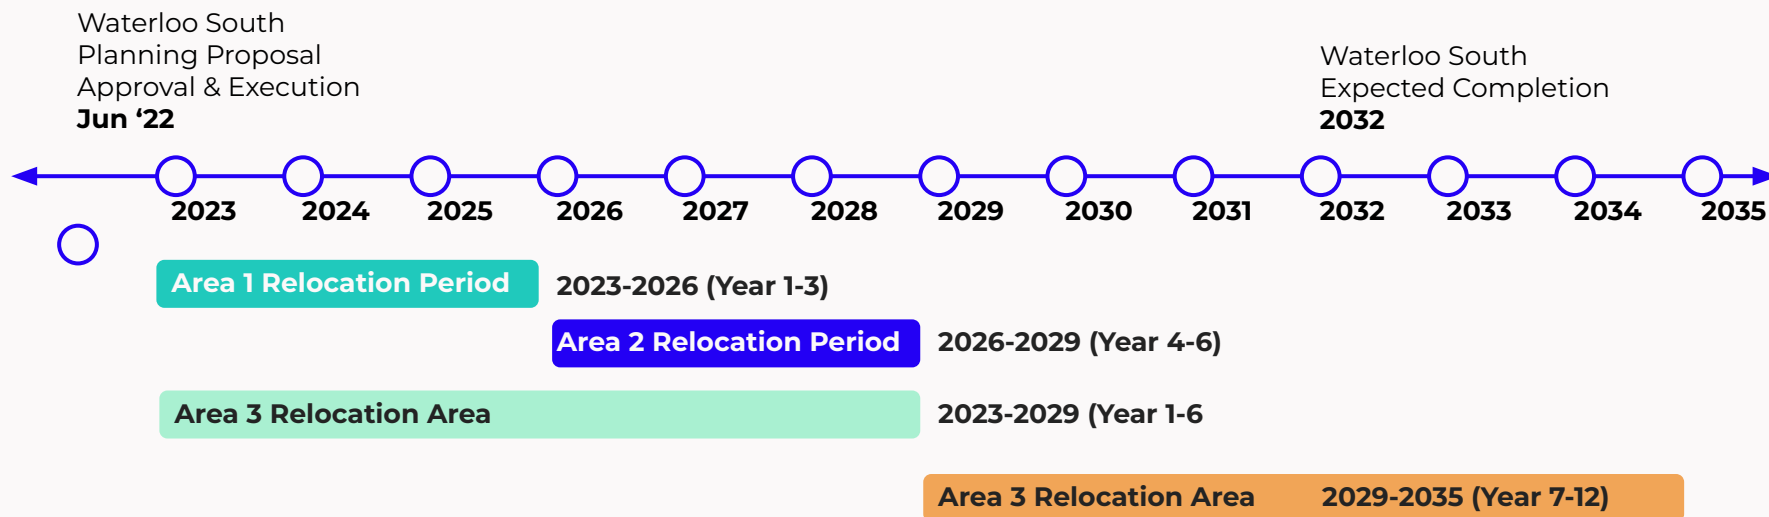 Waterloo South
Planning Proposal
Approval & Execution
Jun ‘22
Waterloo South
Expected Completion
2032
2023 2024 2025 2026 2027 2028 2029 2030 2031 2032 2033 2034 2035
Area 1 Relocation Period 2023-2026 (Year 1-3)
Area 2 Relocation Period 2026-2029 (Year 4-6)
Area 3 Relocation Area 2023-2029 (Year 1-6
Area 3 Relocation Area 2029-2035 (Year 7-12)